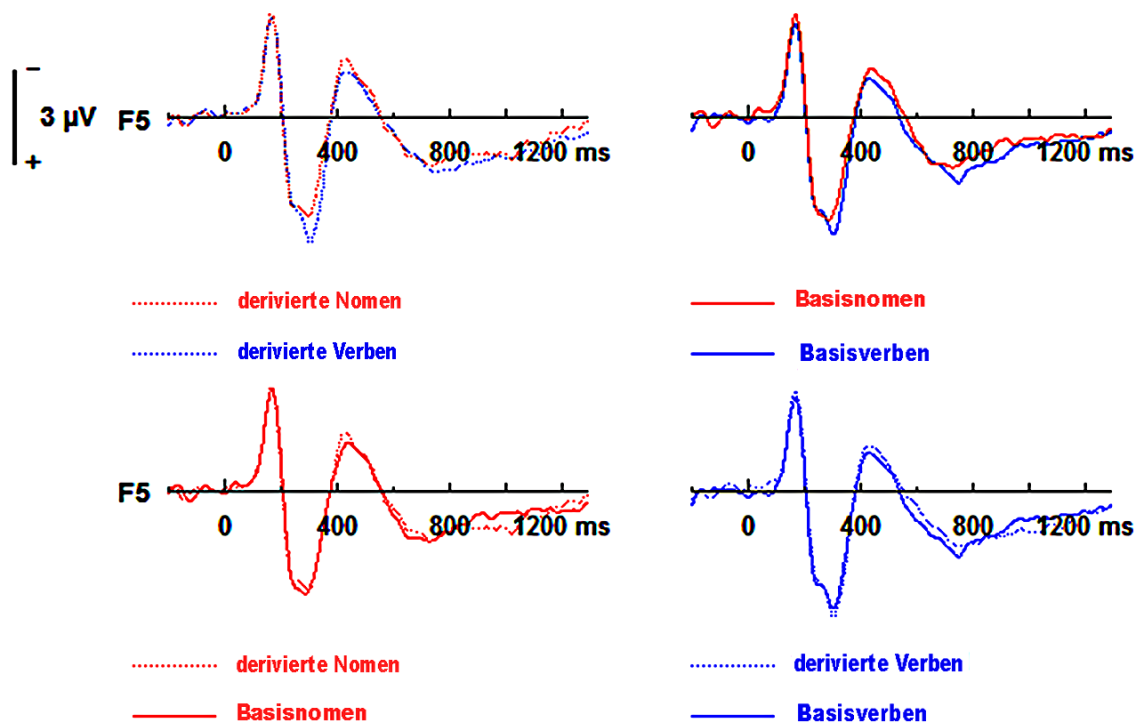 −
3 µV
+
F5
0 400 800 1200 ms
0 400 800 1200 ms
derivierte Nomen
derivierte Verben
Basisnomen
Basisverben
F5
0 400 800 1200 ms
0 400 800 1200 ms
derivierte Nomen
Basisnomen
derivierte Verben
Basisverben